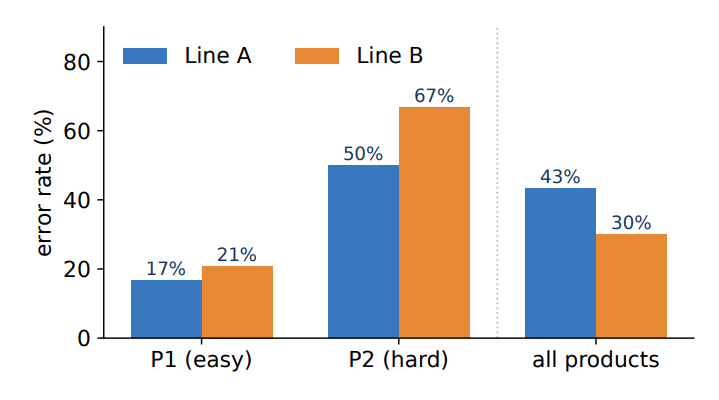 Line A
Line B
error rate (%)
80
60
40
20
0
17%
21%
50%
67%
43%
30%
P1 (easy)
P2 (hard)
all products